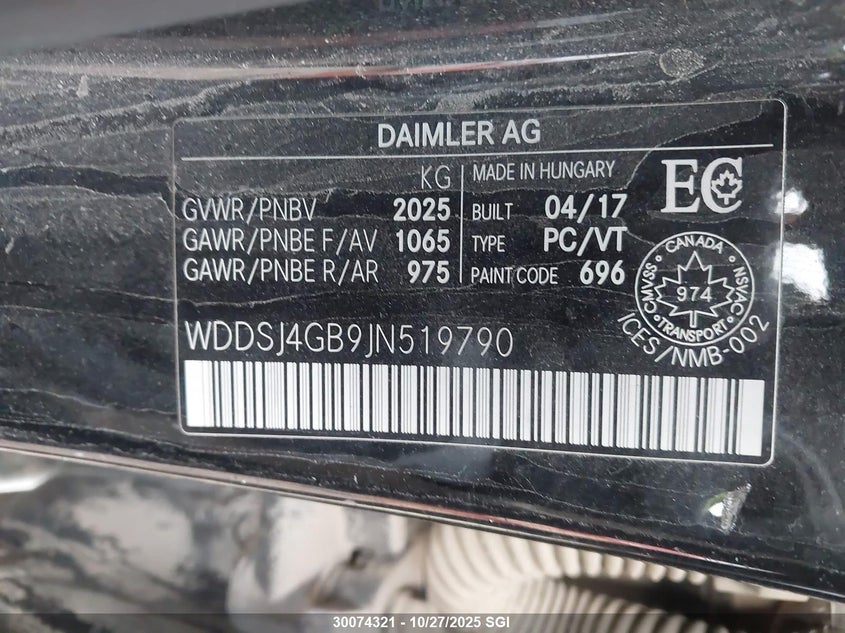 DAIMLER AG
KG
GVWR/PNBV 2025
GAWR/PNBE F/AV 1065
GAWR/PNBE R/AR 975
MADE IN HUNGARY
BUILT 04/17
TYPE PC/VT
PAINT CODE 696
EC
CANADA
CMVSS NSVAC
974
TRANSPORT
ICES/NMB-002
WDDSJ4GB9JN519790
30074321 - 10/27/2025 SGI